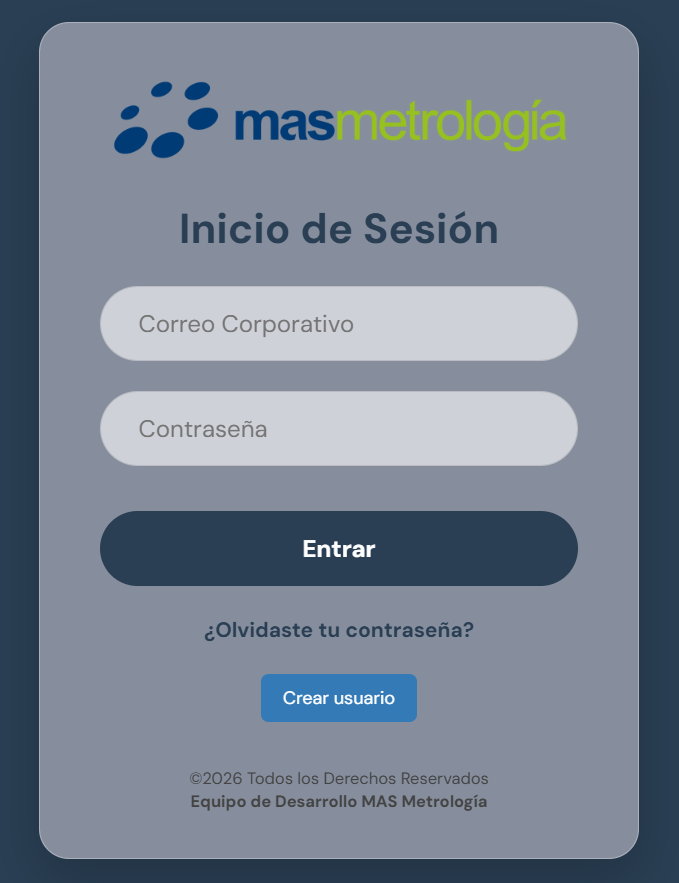 masmetrología
Inicio de Sesión
Correo Corporativo
Contraseña
Entrar
¿Olvidaste tu contraseña?
Crear usuario
©2026 Todos los Derechos Reservados
Equipo de Desarrollo MAS Metrología